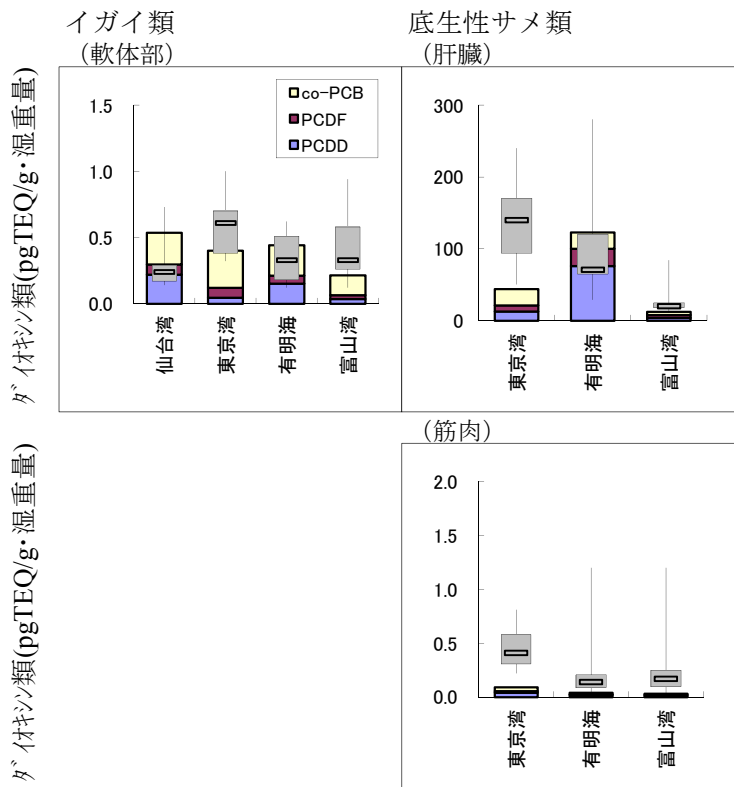 イガイ類
（軟体部）
底生性サメ類
（肝臓）
ダイオキシン類(pgTEQ/g・湿重量)
1.5
1.0
0.5
0.0
co-PCB
PCDF
PCDD
仙台湾
東京湾
有明海
富山湾
300
200
100
0
東京湾
有明海
富山湾
ダイオキシン類(pgTEQ/g・湿重量)
（筋肉）
2.0
1.5
1.0
0.5
0.0
東京湾
有明海
富山湾